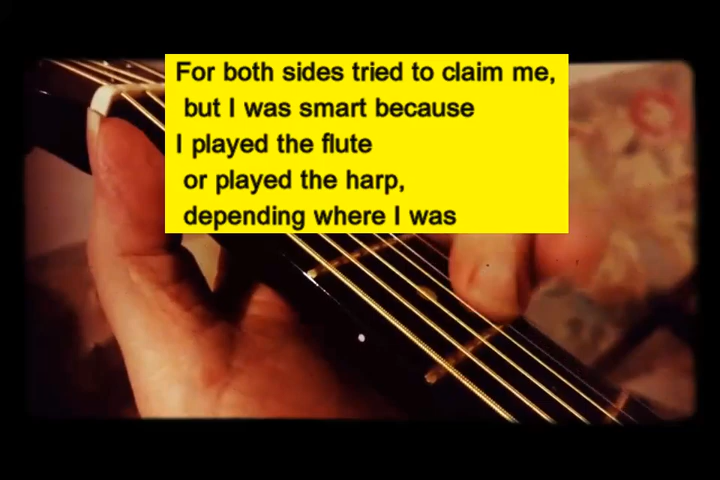 For both sides tried to claim me,
but I was smart because
I played the flute
or played the harp,
depending where I was